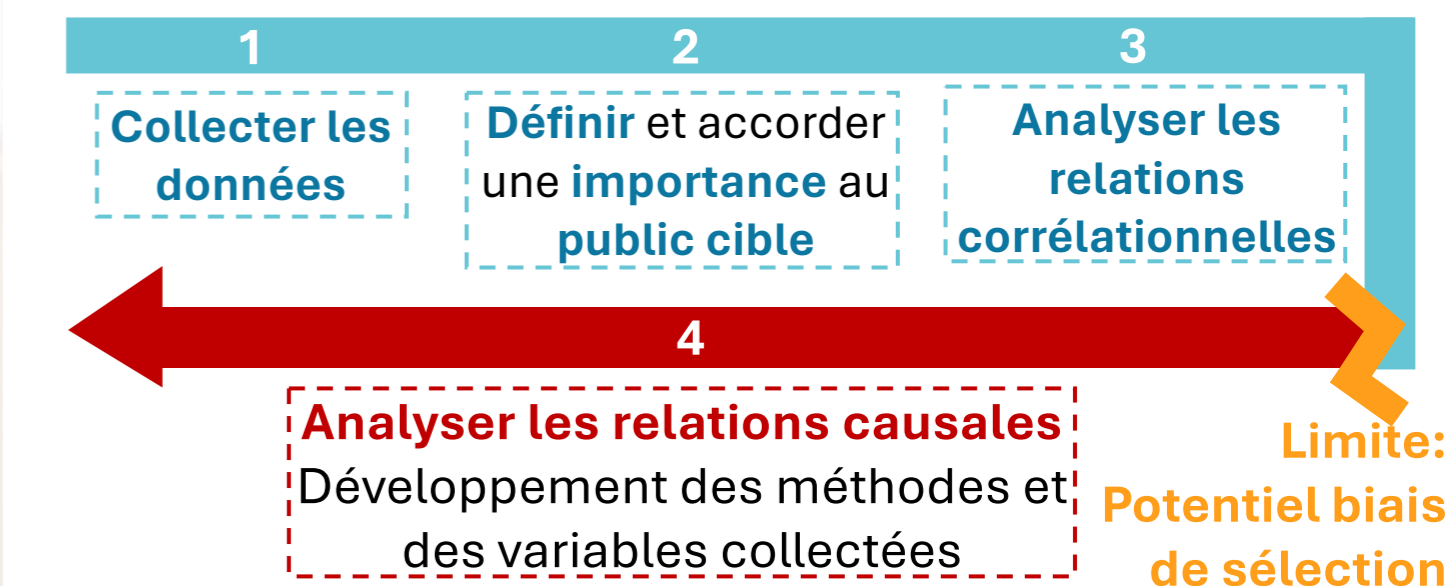 1
2
3
Collecter les
données
Définir et accorder
une importance au
public cible
Analyser les
relations
corrélationnelles
4
Analyser les relations causales
Développement des méthodes et
des variables collectées
Limite:
Potentiel biais
de sélection